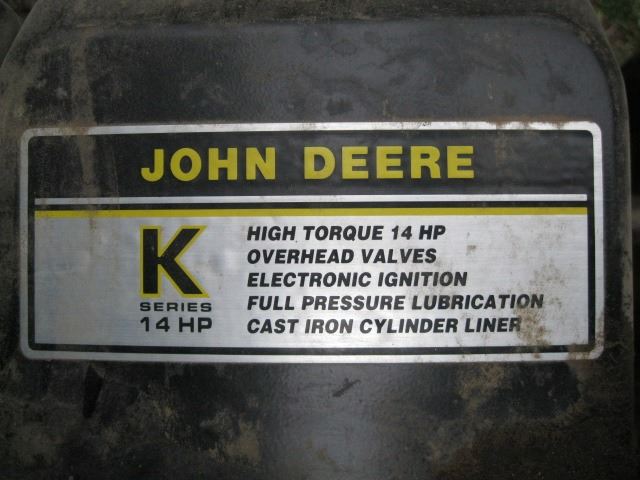 JOHN DEERE
K
SERIES
14 HP
HIGH TORQUE 14 HP
OVERHEAD VALVES
ELECTRONIC IGNITION
FULL PRESSURE LUBRICATION
CAST IRON CYLINDER LINER